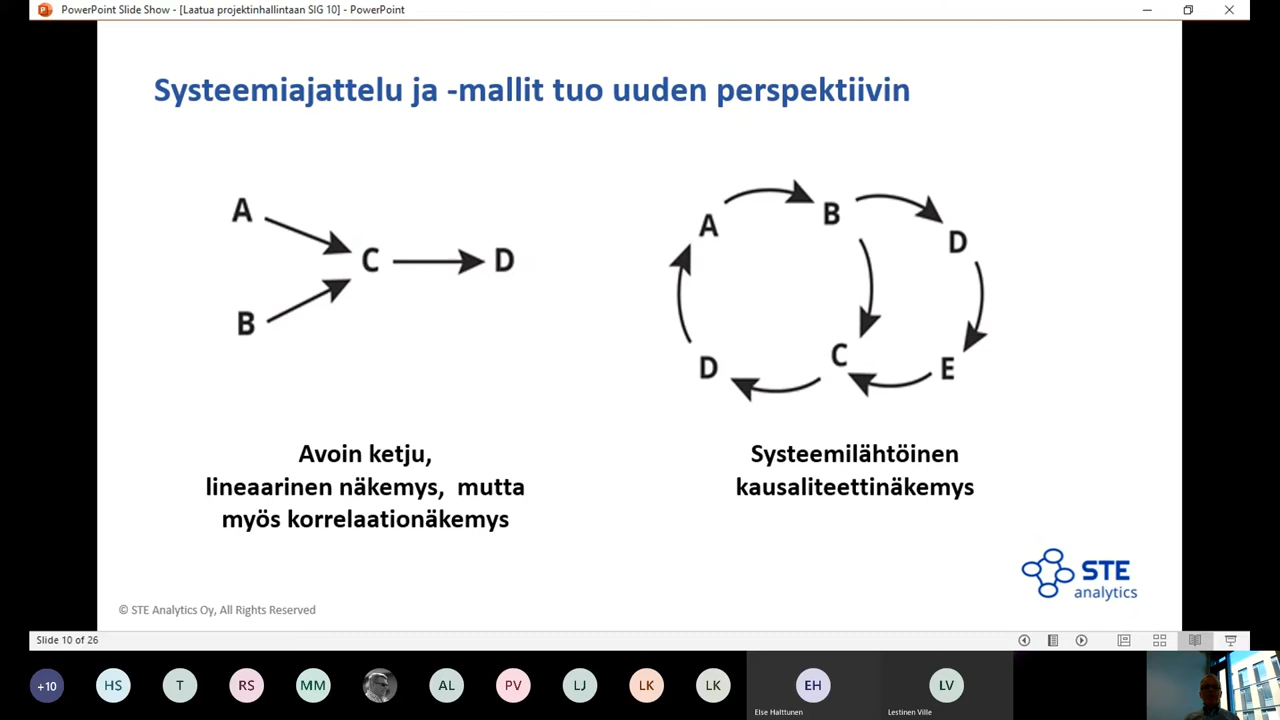 PowerPoint Slide Show - [Laatua projektinhallintaan SIG 10] - PowerPoint
Systeemiajattelu ja -mallit tuo uuden perspektiivin
A
B
C
D
A
B
D
C
D
E
Avoin ketju,
lineaarinen näkemys, mutta
myös korrelaationäkemys
Systeemilähtöinen
kausaliteettinäkemys
STE
analytics
© STE Analytics Oy, All Rights Reserved
Slide 10 of 26
+10
HS
T
RS
MM
AL
PV
LJ
LK
LK
EH
Else Halttunen
LV
Lestinen Ville